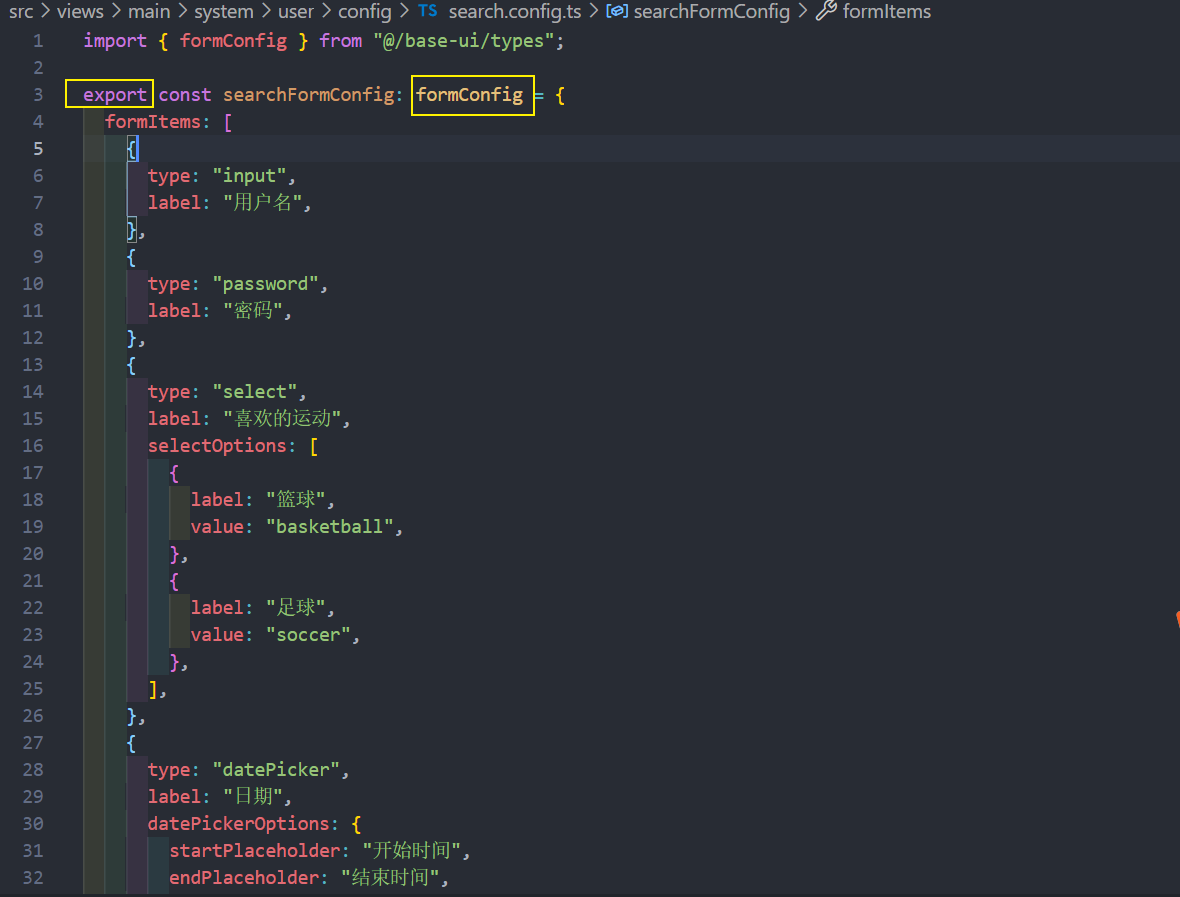 src > views > main > system > user > config > TS search.config.ts > searchFormConfig > formItems
1 import { formConfig } from "@/base-ui/types";
2
3 export const searchFormConfig: formConfig = {
4 formItems: [
5 {
6 type: "input",
7 label: "用户名",
8 },
9 {
10 type: "password",
11 label: "密码",
12 },
13 {
14 type: "select",
15 label: "喜欢的运动",
16 selectOptions: [
17 {
18 label: "篮球",
19 value: "basketball",
20 },
21 {
22 label: "足球",
23 value: "soccer",
24 },
25 ],
26 },
27 {
28 type: "datePicker",
29 label: "日期",
30 datePickerOptions: {
31 startPlaceholder: "开始时间",
32 endPlaceholder: "结束时间",